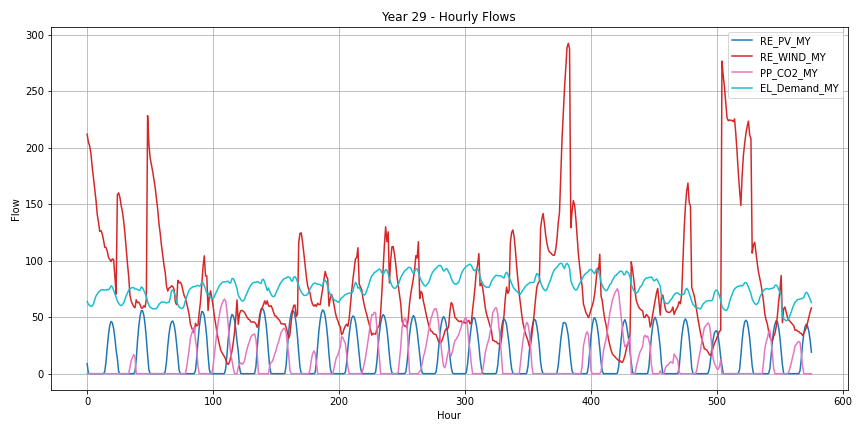 Year 29 - Hourly Flows
RE_PV_MY
RE_WIND_MY
PP_CO2_MY
EL_Demand_MY
300
250
200
150
100
50
0
Flow
0
100
200
300
400
500
600
Hour